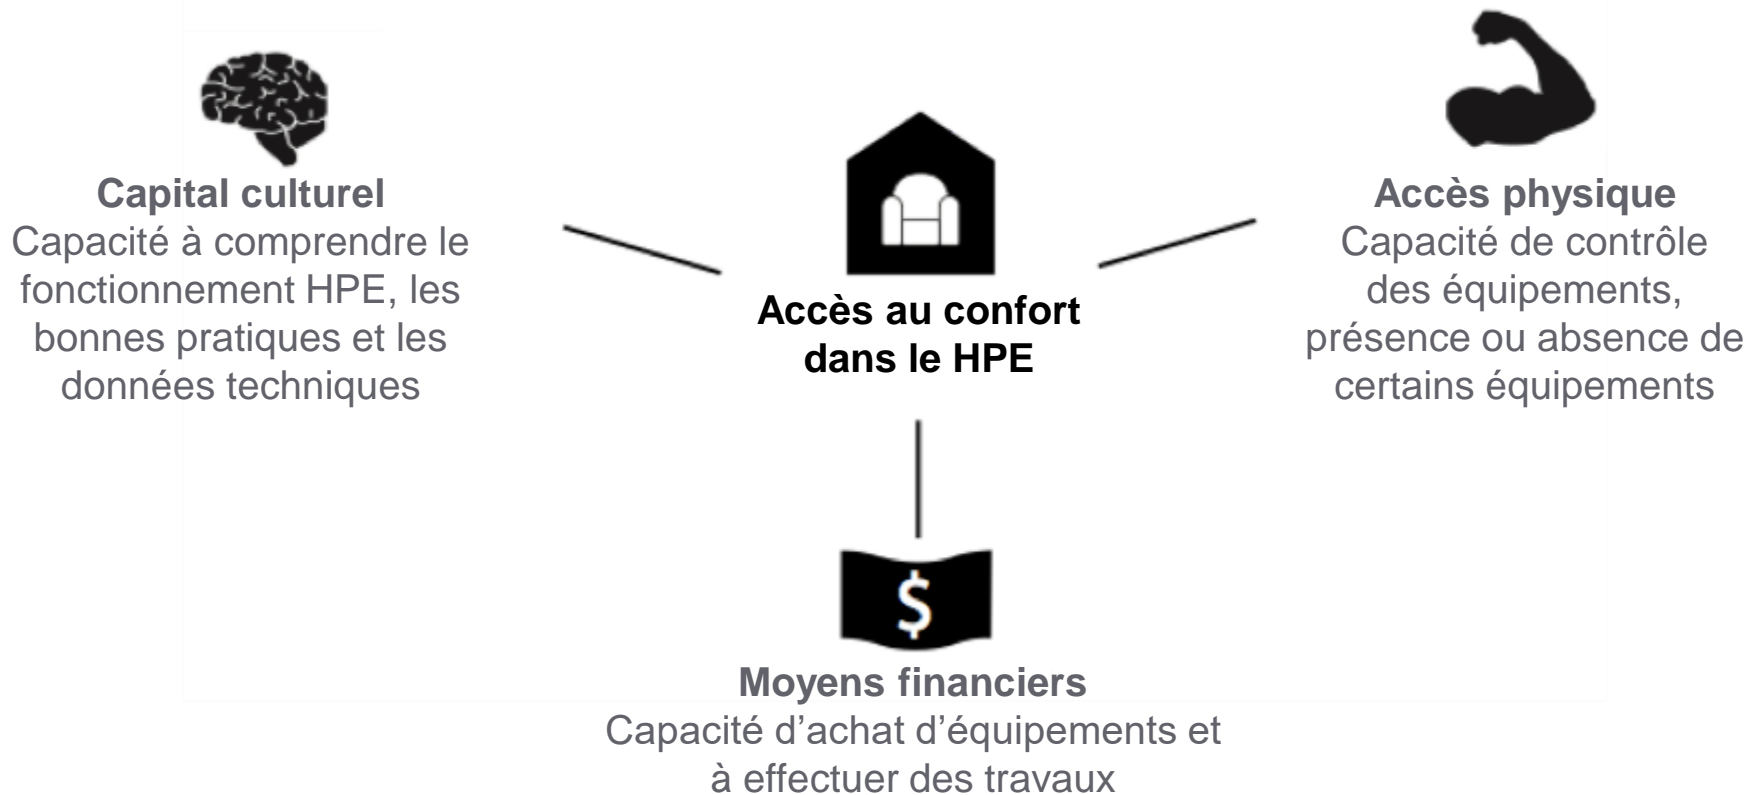 Capital culturel
Capacité à comprendre le
fonctionnement HPE, les
bonnes pratiques et les
données techniques
Accès au confort
dans le HPE
Accès physique
Capacité de contrôle
des équipements,
présence ou absence de
certains équipements
$
Moyens financiers
Capacité d’achat d’équipements et
à effectuer des travaux